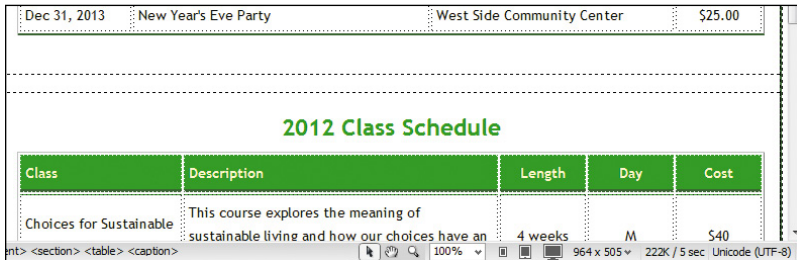 Dec 31, 2013 New Year's Eve Party West Side Community Center $25.00
2012 Class Schedule
Class Description Length Day Cost
This course explores the meaning of
Choices for Sustainable
sustainable living and how our choices have an 4 weeks M $40
ent> <section> <table> <caption> 100% 964 x 505 222K / 5 sec Unicode (UTF-8)